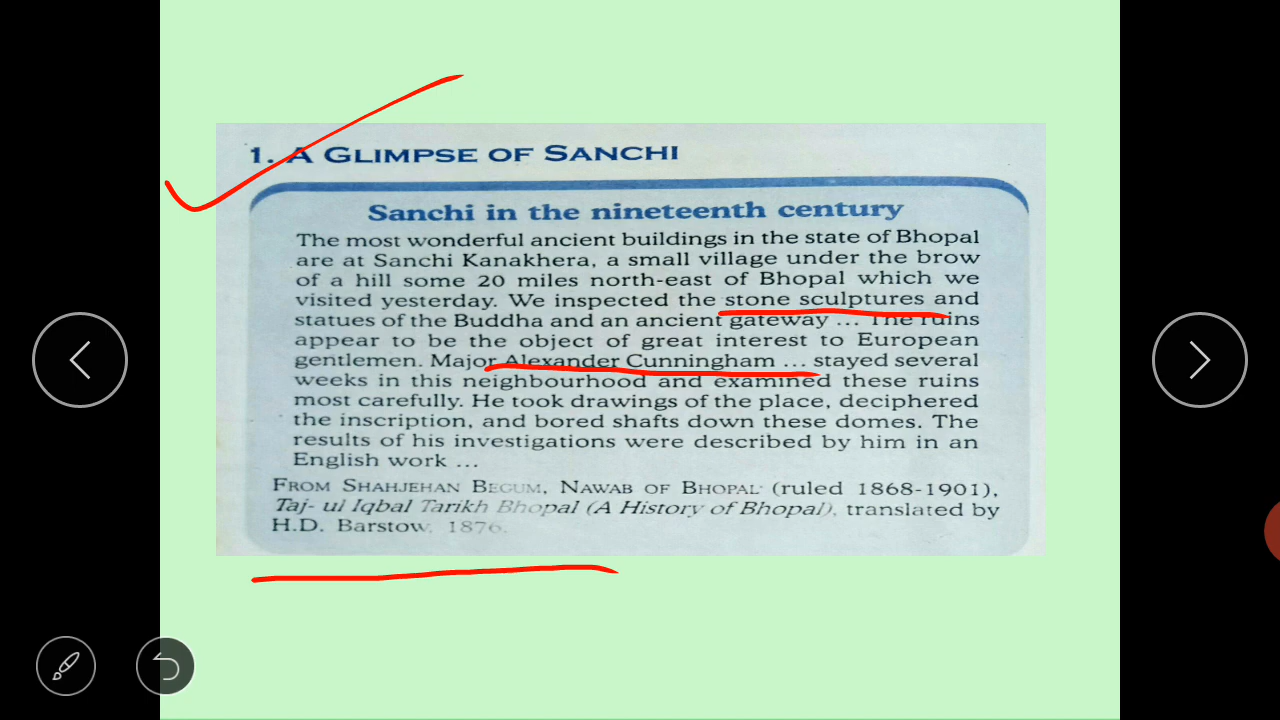 1. A GLIMPSE OF SANCHI
Sanchi in the nineteenth century
The most wonderful ancient buildings in the state of Bhopal
are at Sanchi Kanakhera, a small village under the brow
of a hill some 20 miles north-east of Bhopal which we
visited yesterday. We inspected the stone sculptures and
statues of the Buddha and an ancient gateway ... The ruins
appear to be the object of great interest to European
gentlemen. Major Alexander Cunningham ... stayed several
weeks in this neighbourhood and examined these ruins
most carefully. He took drawings of the place, deciphered
the inscription, and bored shafts down these domes. The
results of his investigations were described by him in an
English work ...
FROM SHAHJEHAN BEGUM, NAWAB OF BHOPAL (ruled 1868-1901),
Taj- ul Iqbal Tarikh Bhopal (A History of Bhopal), translated by
H.D. Barstow, 1876.